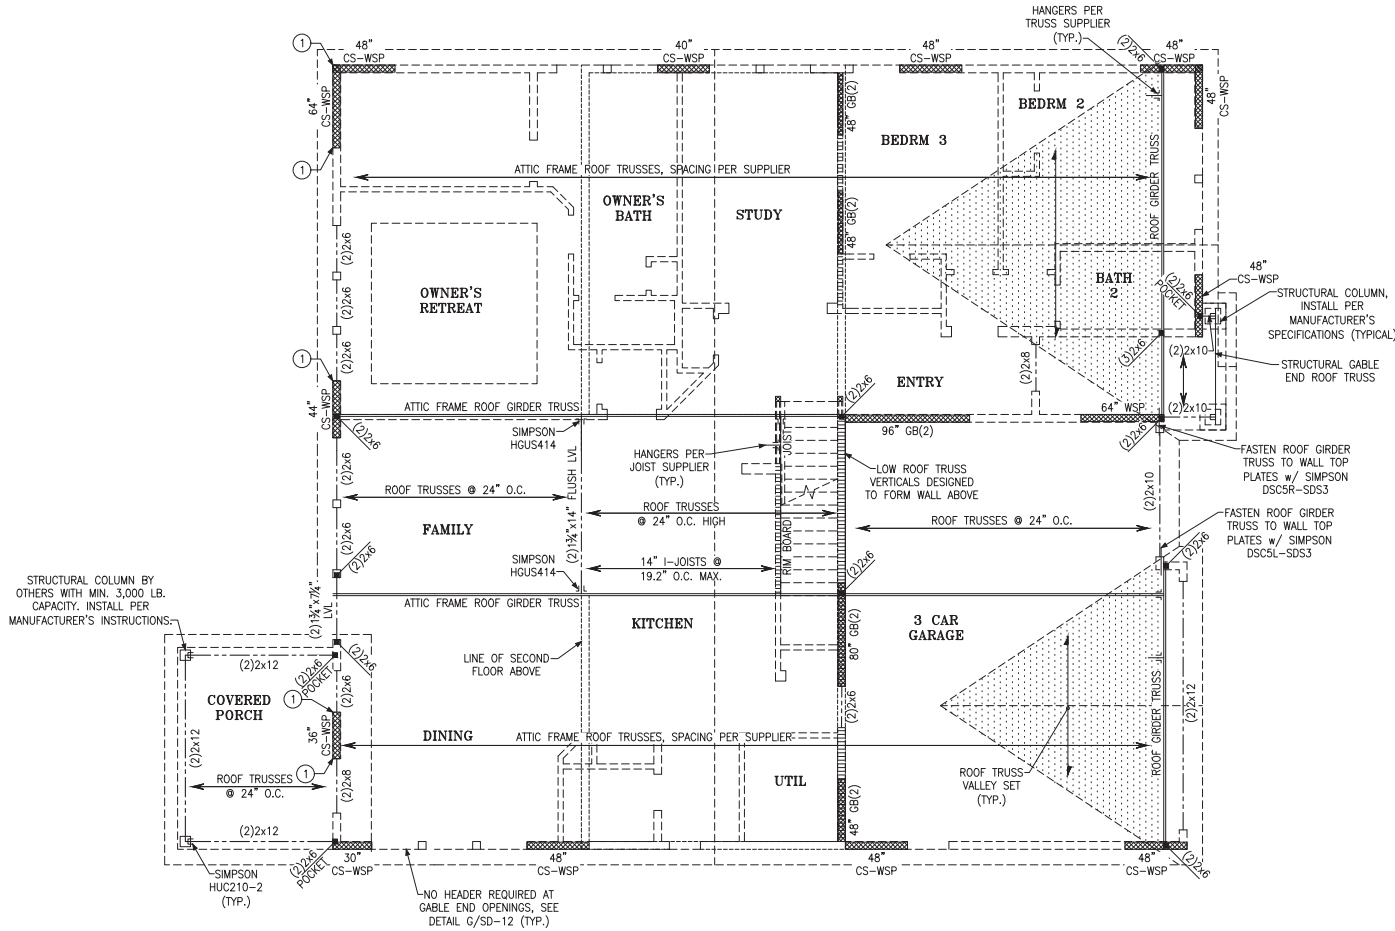 HANGERS PER
TRUSS SUPPLIER
(TYP.)
1
48"
CS-WSP
40"
CS-WSP
48"
CS-WSP
(2)2x6
48"
CS-WSP
64"
CS-WSP
48" GB(2)
BEDRM 2
48"
CS-WSP
BEDRM 3
1
ATTIC FRAME ROOF TRUSSES, SPACING PER SUPPLIER
ROOF GIRDER TRUSS
OWNER'S
BATH
STUDY
48" GB(2)
(2)2x6
(2)2x6
(2)2x6
OWNER'S
RETREAT
BATH
2
(2)2x6
POCKET
48"
CS-WSP
STRUCTURAL COLUMN,
INSTALL PER
MANUFACTURER'S
SPECIFICATIONS (TYPICAL)
(3)2x6
(2)2x10
STRUCTURAL GABLE
END ROOF TRUSS
1
(2)2x8
ENTRY
(2)2x6
44"
CS-WSP
ATTIC FRAME ROOF GIRDER TRUSS
64" WSP
(2)2x10
(2)2x6
SIMPSON
HGUS414
96" GB(2)
(2)2x6
JOIST
HANGERS PER
JOIST SUPPLIER
(TYP.)
LOW ROOF TRUSS
VERTICALS DESIGNED
TO FORM WALL ABOVE
FASTEN ROOF GIRDER
TRUSS TO WALL TOP
PLATES w/ SIMPSON
DSC5R-SDS3
(2)2x6
ROOF TRUSSES @ 24" O.C.
(2)1¾"x14" FLUSH LVL
ROOF TRUSSES
@ 24" O.C. HIGH
ROOF TRUSSES @ 24" O.C.
(2)2x10
FAMILY
RIM BOARD
FASTEN ROOF GIRDER
TRUSS TO WALL TOP
PLATES w/ SIMPSON
DSC5L-SDS3
(2)2x6
(2)2x6
SIMPSON
HGUS414
14" I-JOISTS @
19.2" O.C. MAX.
(2)2x6
(2)2x6
STRUCTURAL COLUMN BY
OTHERS WITH MIN. 3,000 LB.
CAPACITY. INSTALL PER
MANUFACTURER'S INSTRUCTIONS.
(2)1¾"x7¼"
LVL
ATTIC FRAME ROOF GIRDER TRUSS
KITCHEN
80" GB(2)
3 CAR
GARAGE
LINE OF SECOND
FLOOR ABOVE
(2)2x12
(2)2x6
POCKET
(2)2x6
(2)2x6
COVERED
PORCH
1
(2)2x6
ROOF GIRDER TRUSS
(2)2x12
(2)2x12
36"
CS-WSP
DINING
ATTIC FRAME ROOF TRUSSES, SPACING PER SUPPLIER
1
ROOF TRUSSES
@ 24" O.C.
(2)2x8
UTIL
48" GB(2)
ROOF TRUSS
VALLEY SET
(TYP.)
(2)2x12
(2)2x6
POCKET
30"
CS-WSP
48"
CS-WSP
48"
CS-WSP
48"
CS-WSP
(2)2x6
SIMPSON
HUC210-2
(TYP.)
NO HEADER REQUIRED AT
GABLE END OPENINGS, SEE
DETAIL G/SD-12 (TYP.)